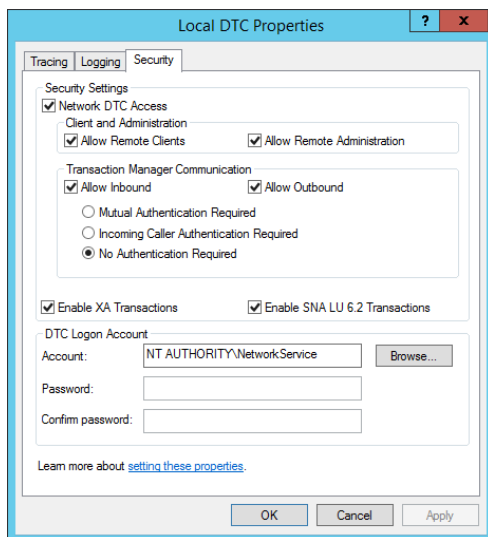 Local DTC Properties
? x
Tracing Logging Security
Security Settings
Network DTC Access
Client and Administration
Allow Remote Clients Allow Remote Administration
Transaction Manager Communication
Allow Inbound Allow Outbound
Mutual Authentication Required
Incoming Caller Authentication Required
No Authentication Required
Enable XA Transactions Enable SNA LU 6.2 Transactions
DTC Logon Account
Account: NT AUTHORITY\NetworkService Browse...
Password:
Confirm password:
Learn more about setting these properties.
OK Cancel Apply